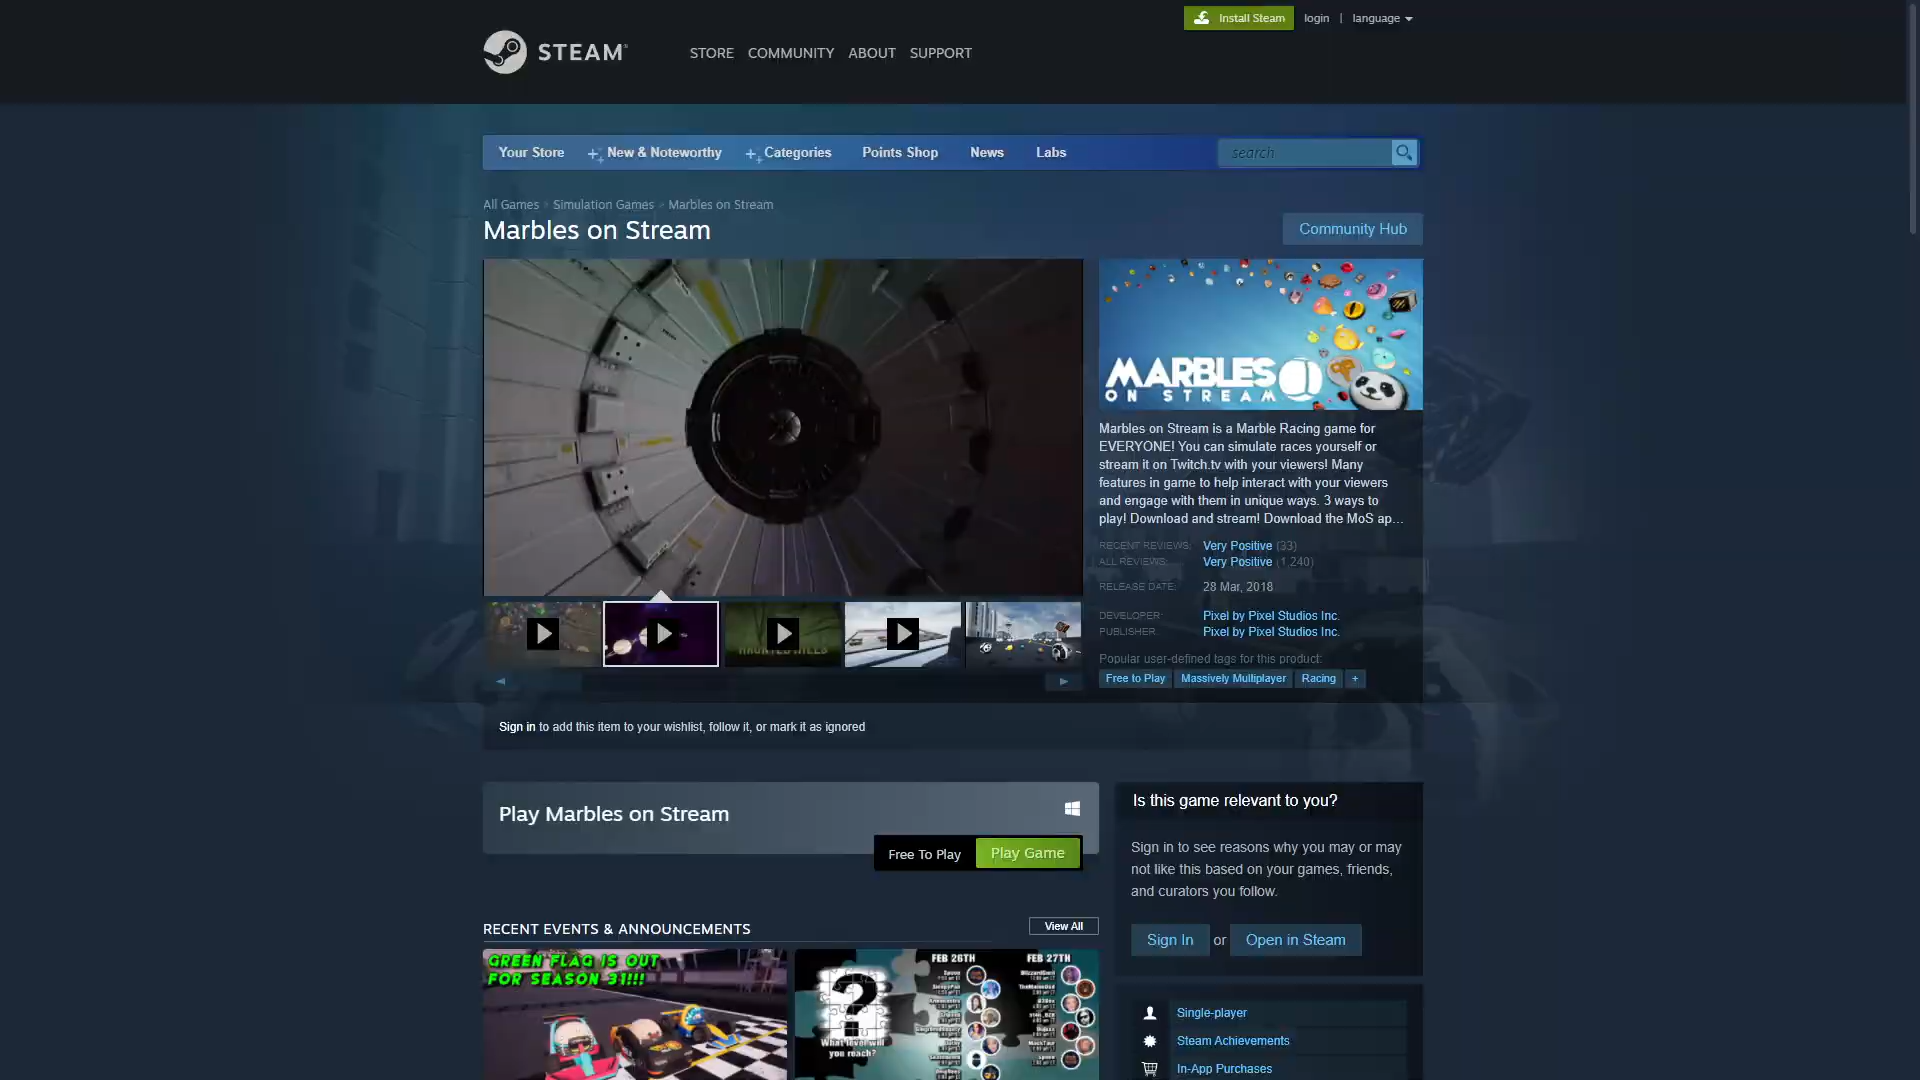 Install Steam
login | language
STEAM
STORE COMMUNITY ABOUT SUPPORT
Your Store New & Noteworthy Categories Points Shop News Labs search
All Games > Simulation Games > Marbles on Stream
Marbles on Stream
Community Hub
MARBLES
ON STREAM
Marbles on Stream is a Marble Racing game for
EVERYONE! You can simulate races yourself or
stream it on Twitch.tv with your viewers! Many
features in game to help interact with your viewers
and engage with them in unique ways. 3 ways to
play! Download and stream! Download the MoS ap...
RECENT REVIEWS: Very Positive (33)
ALL REVIEWS: Very Positive (1,240)
RELEASE DATE: 28 Mar, 2018
DEVELOPER: Pixel by Pixel Studios Inc.
PUBLISHER: Pixel by Pixel Studios Inc.
Popular user-defined tags for this product:
Free to Play Massively Multiplayer Racing +
HAUNTED HILLS
Sign in to add this item to your wishlist, follow it, or mark it as ignored
Play Marbles on Stream
Free To Play Play Game
Is this game relevant to you?
Sign in to see reasons why you may or may
not like this based on your games, friends,
and curators you follow.
Sign In or Open in Steam
RECENT EVENTS & ANNOUNCEMENTS
View All
GREEN FLAG IS OUT
FOR SEASON 31!!!
FEB 26TH FEB 27TH
What level will
you reach?
Single-player
Steam Achievements
In-App Purchases